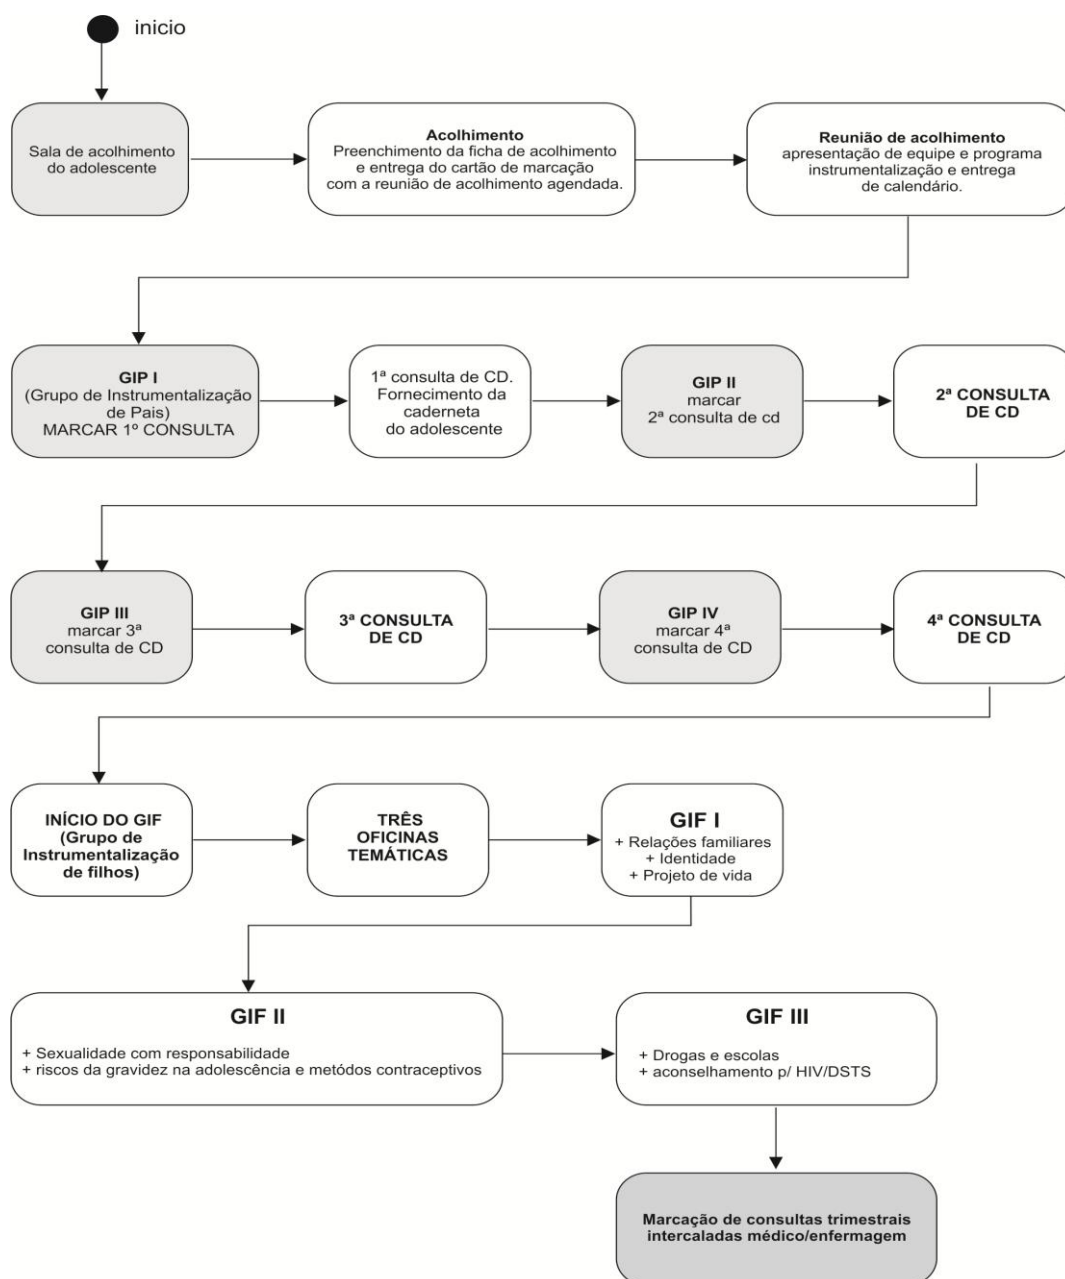 inicio
Sala de acolhimento
do adolescente
Acolhimento
Preenchimento da ficha de acolhimento
e entrega do cartão de marcação
com a reunião de acolhimento agendada.
Reunião de acolhimento
apresentação de equipe e programa
instrumentalização e entrega
de calendário.
GIP I
(Grupo de Instrumentalização
de Pais)
MARCAR 1º CONSULTA
1ª consulta de CD.
Fornecimento da
caderneta
do adolescente
GIP II
marcar
2ª consulta de cd
2ª CONSULTA
DE CD
GIP III
marcar 3ª
consulta de CD
3ª CONSULTA
DE CD
GIP IV
marcar 4ª
consulta de CD
4ª CONSULTA
DE CD
INÍCIO DO GIF
(Grupo de
Instrumentalização
de filhos)
TRÊS
OFICINAS
TEMÁTICAS
GIF I
+ Relações familiares
+ Identidade
+ Projeto de vida
GIF II
+ Sexualidade com responsabilidade
+ riscos da gravidez na adolescência e metódos contraceptivos
GIF III
+ Drogas e escolas
+ aconselhamento p/ HIV/DSTS
Marcação de consultas trimestrais
intercaladas médico/enfermagem